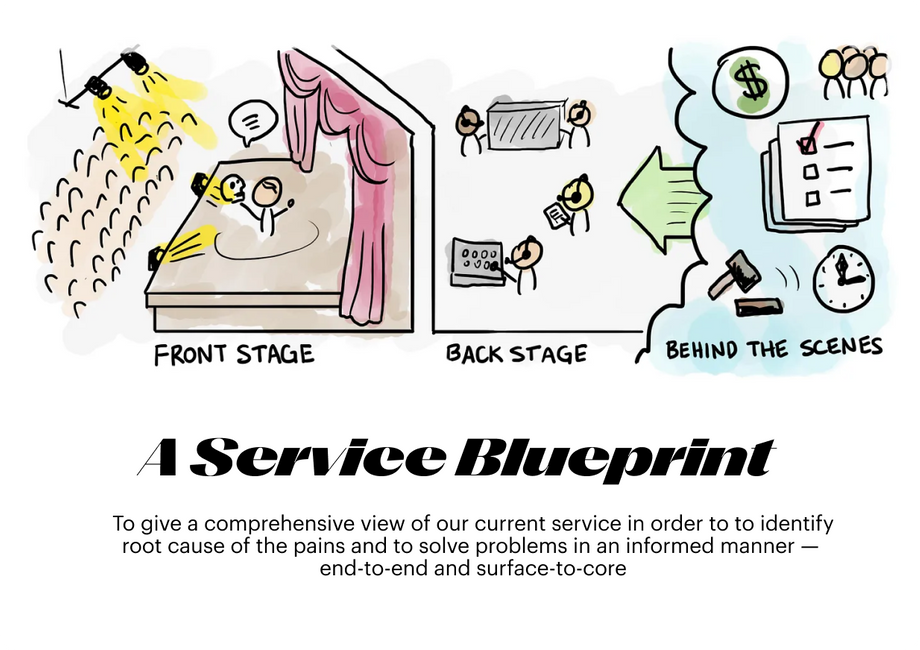 $
FRONT STAGE
BACK STAGE
BEHIND THE SCENES
A Service Blueprint
To give a comprehensive view of our current service in order to to identify
root cause of the pains and to solve problems in an informed manner —
end-to-end and surface-to-core